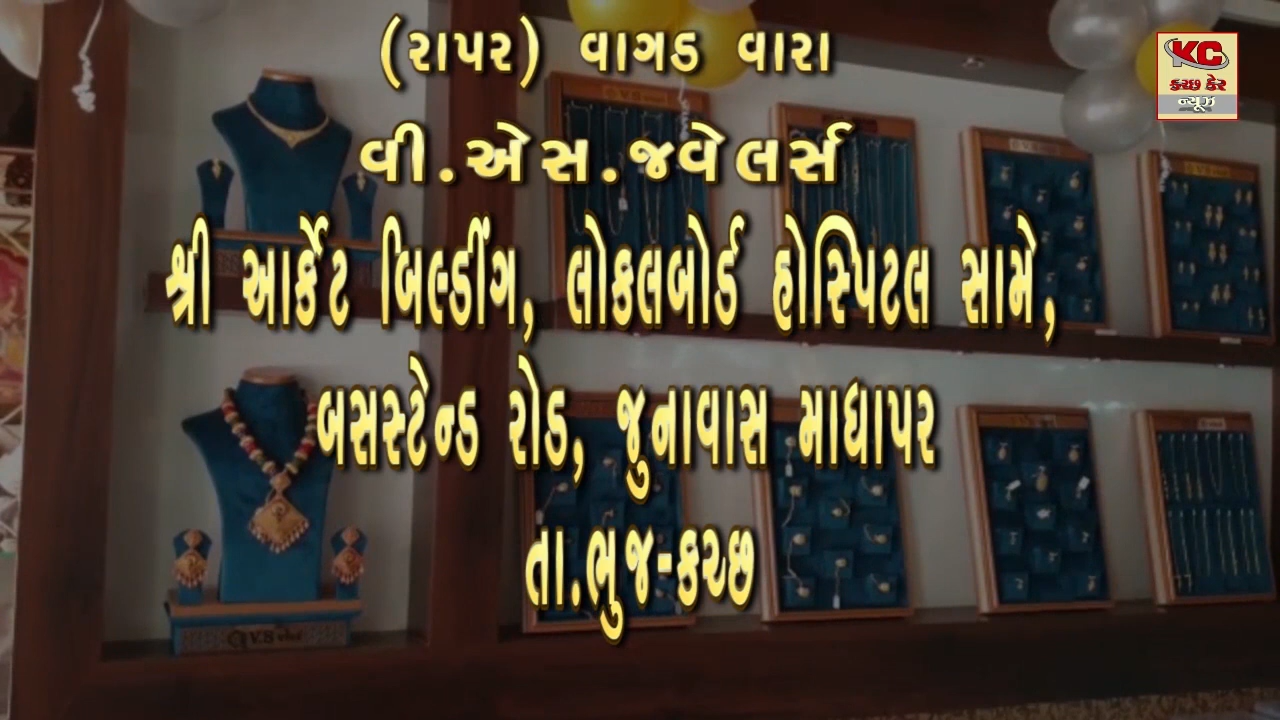 (રાપર) વાગડ વારા
વી.એસ.જવેલર્સ
શ્રી આર્કેટ બિલ્ડીંગ, લોકલબોર્ડ હોસ્પિટલ સામે,
બસસ્ટેન્ડ રોડ, જુનાવાસ માધાપર
તા.ભુજ-કચ્છ
KC
કચ્છ કેર
ન્યૂઝ
V.S